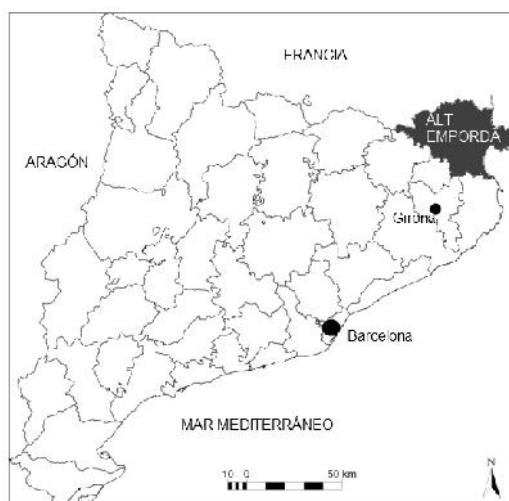 FRANCIA
ALT
EMPORDÀ
ARAGÓN
Girona
Barcelona
MAR MEDITERRÁNEO
N
10 0 50 km